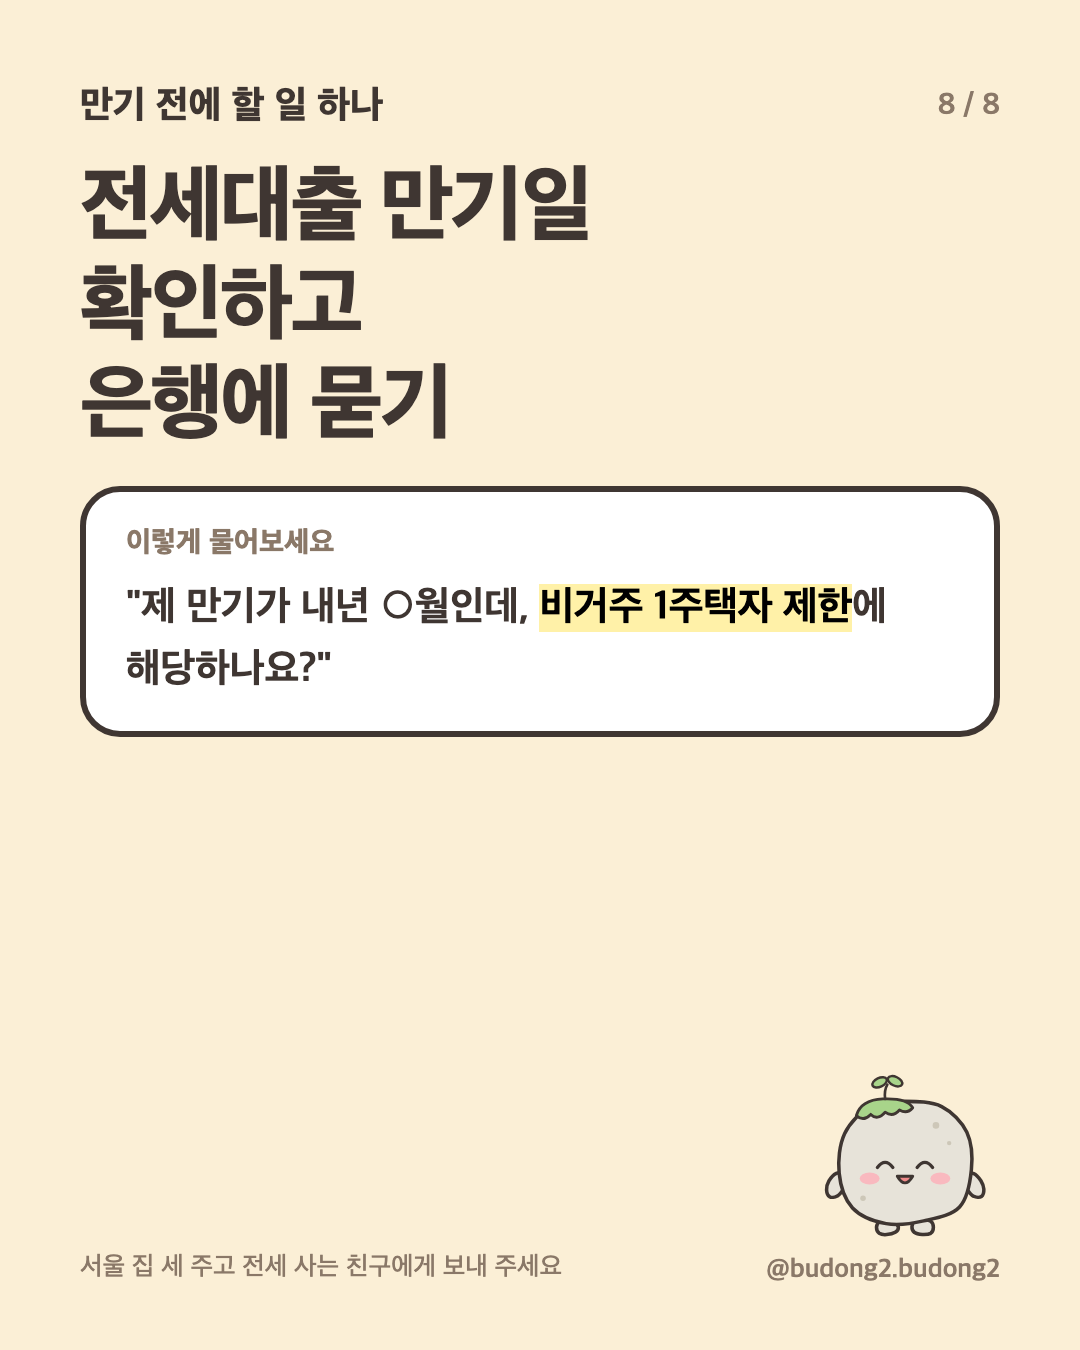 만기 전에 할 일 하나
8 / 8
전세대출 만기일
확인하고
은행에 묻기
이렇게 물어보세요
"제 만기가 내년 ○월인데, 비거주 1주택자 제한에
해당하나요?"
서울 집 세 주고 전세 사는 친구에게 보내 주세요
@budong2.budong2